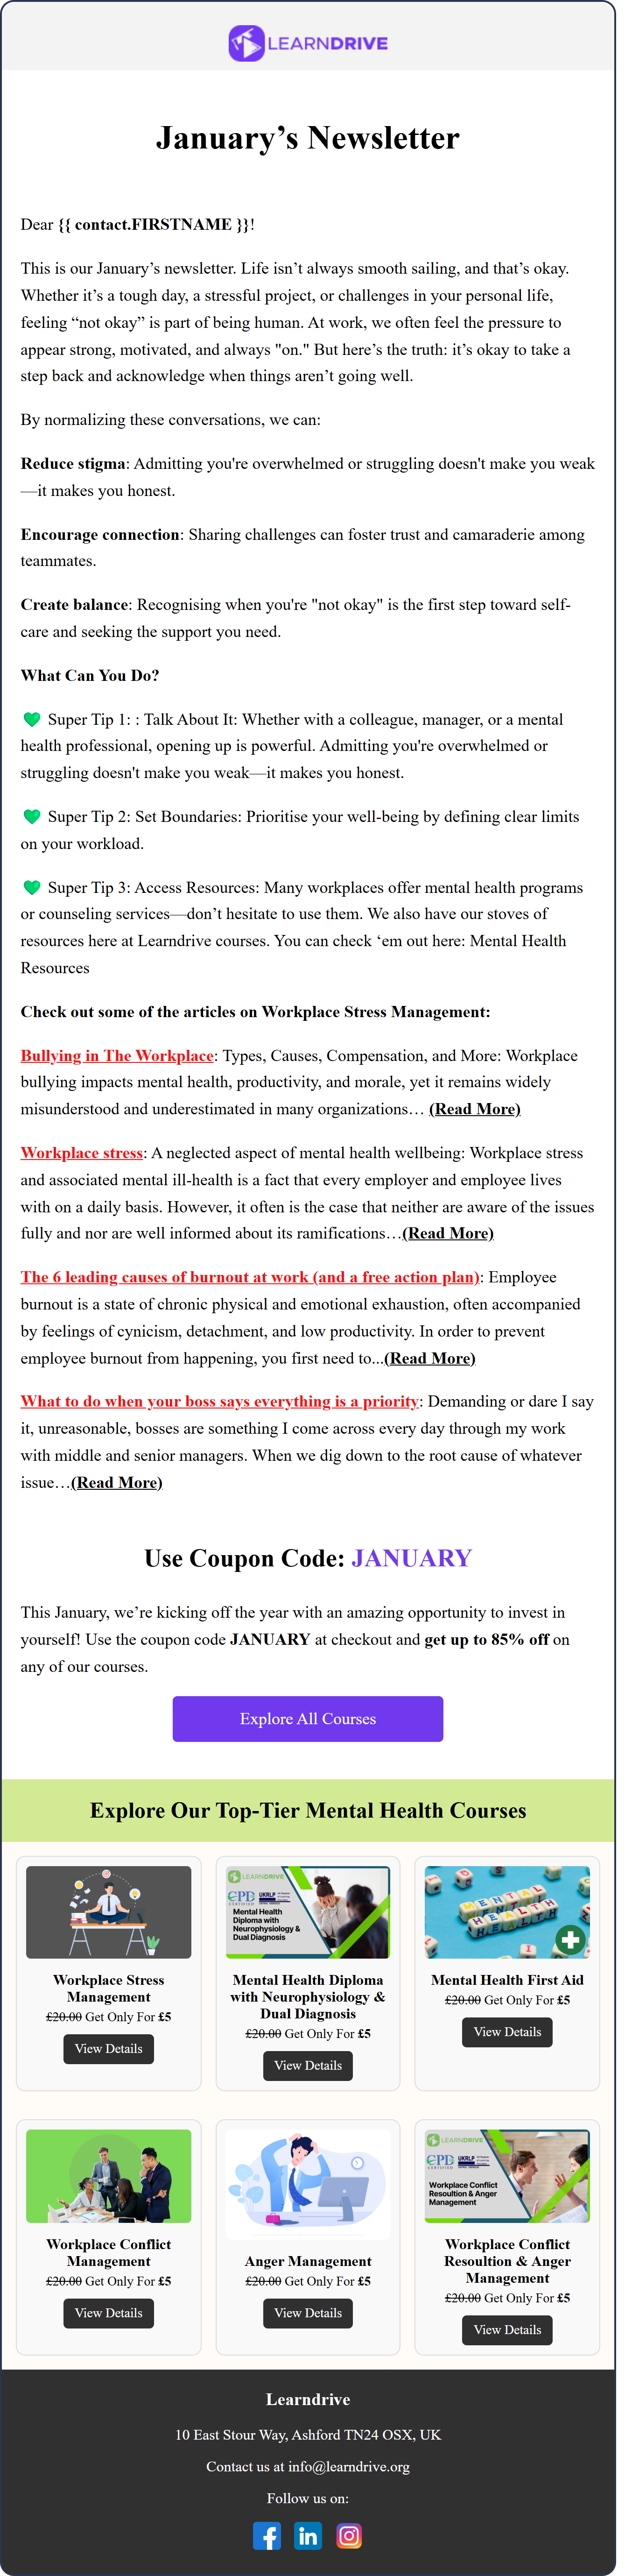 LEARNDRIVE
January’s Newsletter
Dear {{ contact.FIRSTNAME }}!
This is our January’s newsletter. Life isn’t always smooth sailing, and that’s okay.
Whether it’s a tough day, a stressful project, or challenges in your personal life,
feeling “not okay” is part of being human. At work, we often feel the pressure to
appear strong, motivated, and always "on." But here’s the truth: it’s okay to take a
step back and acknowledge when things aren’t going well.
By normalizing these conversations, we can:
Reduce stigma: Admitting you're overwhelmed or struggling doesn't make you weak
—it makes you honest.
Encourage connection: Sharing challenges can foster trust and camaraderie among
teammates.
Create balance: Recognising when you're "not okay" is the first step toward self-
care and seeking the support you need.
What Can You Do?
💚 Super Tip 1: : Talk About It: Whether with a colleague, manager, or a mental
health professional, opening up is powerful. Admitting you're overwhelmed or
struggling doesn't make you weak—it makes you honest.
💚 Super Tip 2: Set Boundaries: Prioritise your well-being by defining clear limits
on your workload.
💚 Super Tip 3: Access Resources: Many workplaces offer mental health programs
or counseling services—don’t hesitate to use them. We also have our stoves of
resources here at Learndrive courses. You can check ‘em out here: Mental Health
Resources
Check out some of the articles on Workplace Stress Management:
Bullying in The Workplace: Types, Causes, Compensation, and More: Workplace
bullying impacts mental health, productivity, and morale, yet it remains widely
misunderstood and underestimated in many organizations… (Read More)
Workplace stress: A neglected aspect of mental health wellbeing: Workplace stress
and associated mental ill-health is a fact that every employer and employee lives
with on a daily basis. However, it often is the case that neither are aware of the issues
fully and nor are well informed about its ramifications…(Read More)
The 6 leading causes of burnout at work (and a free action plan): Employee
burnout is a state of chronic physical and emotional exhaustion, often accompanied
by feelings of cynicism, detachment, and low productivity. In order to prevent
employee burnout from happening, you first need to...(Read More)
What to do when your boss says everything is a priority: Demanding or dare I say
it, unreasonable, bosses are something I come across every day through my work
with middle and senior managers. When we dig down to the root cause of whatever
issue…(Read More)
Use Coupon Code: JANUARY
This January, we’re kicking off the year with an amazing opportunity to invest in
yourself! Use the coupon code JANUARY at checkout and get up to 85% off on
any of our courses.
Explore All Courses
Explore Our Top-Tier Mental Health Courses
Workplace Stress
Management
£20.00 Get Only For £5
View Details
LEARNDRIVE
CPD
CERTIFIED
UKRLP
Mental Health
Diploma with
Neurophysiology &
Dual Diagnosis
Mental Health Diploma
with Neurophysiology &
Dual Diagnosis
£20.00 Get Only For £5
View Details
MENTAL
HEALTH
Mental Health First Aid
£20.00 Get Only For £5
View Details
Workplace Conflict
Management
£20.00 Get Only For £5
View Details
Anger Management
£20.00 Get Only For £5
View Details
LEARNDRIVE
CPD
CERTIFIED
UKRLP
Workplace Conflict
Resoultion & Anger
Management
Workplace Conflict
Resoultion & Anger
Management
£20.00 Get Only For £5
View Details
Learndrive
10 East Stour Way, Ashford TN24 OSX, UK
Contact us at info@learndrive.org
Follow us on: